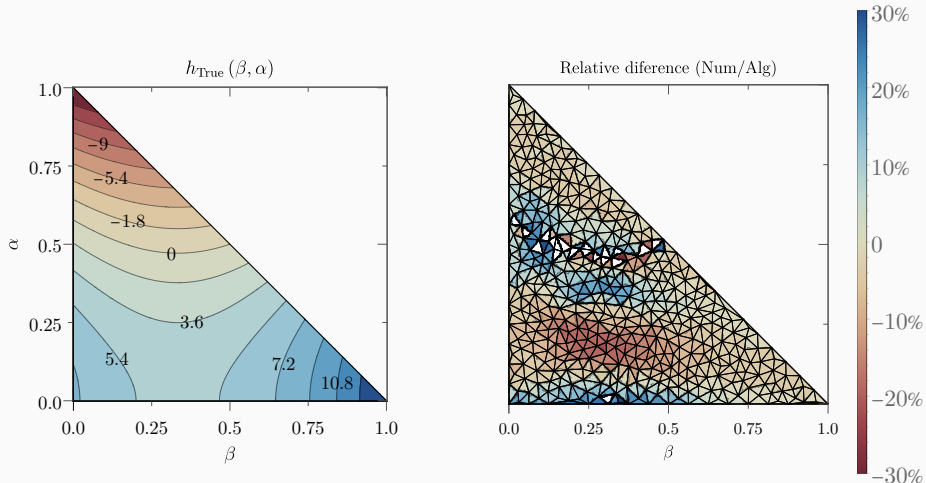 h_True (β, α)
1.0
0.75
0.5
0.25
0.0
α
−9
−5.4
−1.8
0
3.6
5.4
7.2
10.8
0.0 0.25 0.5 0.75 1.0
β
Relative diference (Num/Alg)
0.0 0.25 0.5 0.75 1.0
β
30%
20%
10%
0
−10%
−20%
−30%